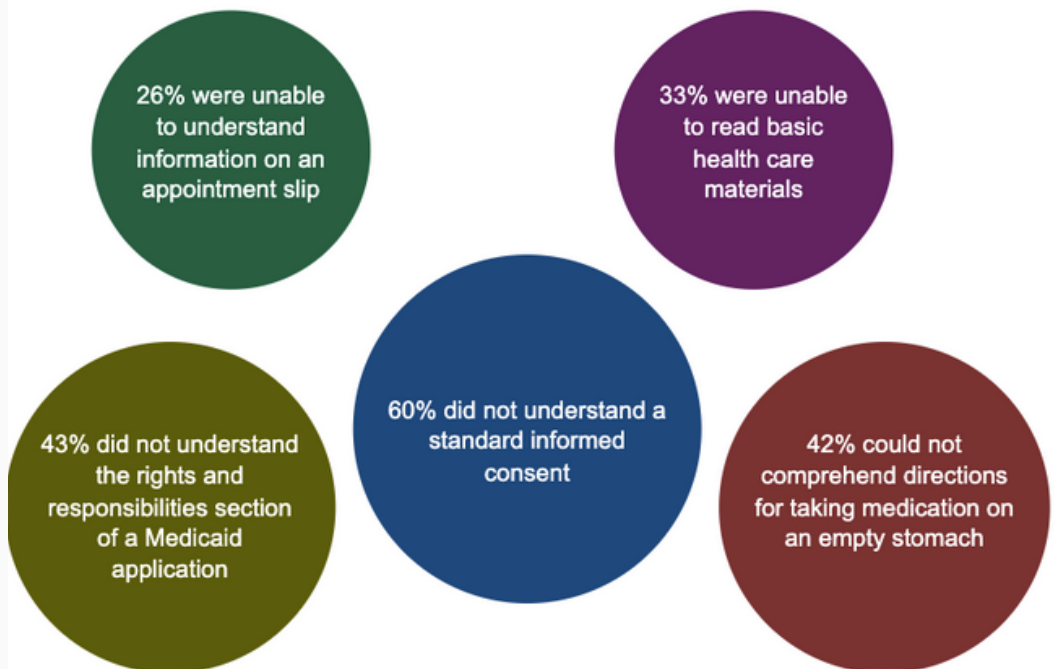 26% were unable
to understand
information on an
appointment slip
33% were unable
to read basic
health care
materials
60% did not understand a
standard informed
consent
43% did not understand
the rights and
responsibilities section
of a Medicaid
application
42% could not
comprehend directions
for taking medication on
an empty stomach